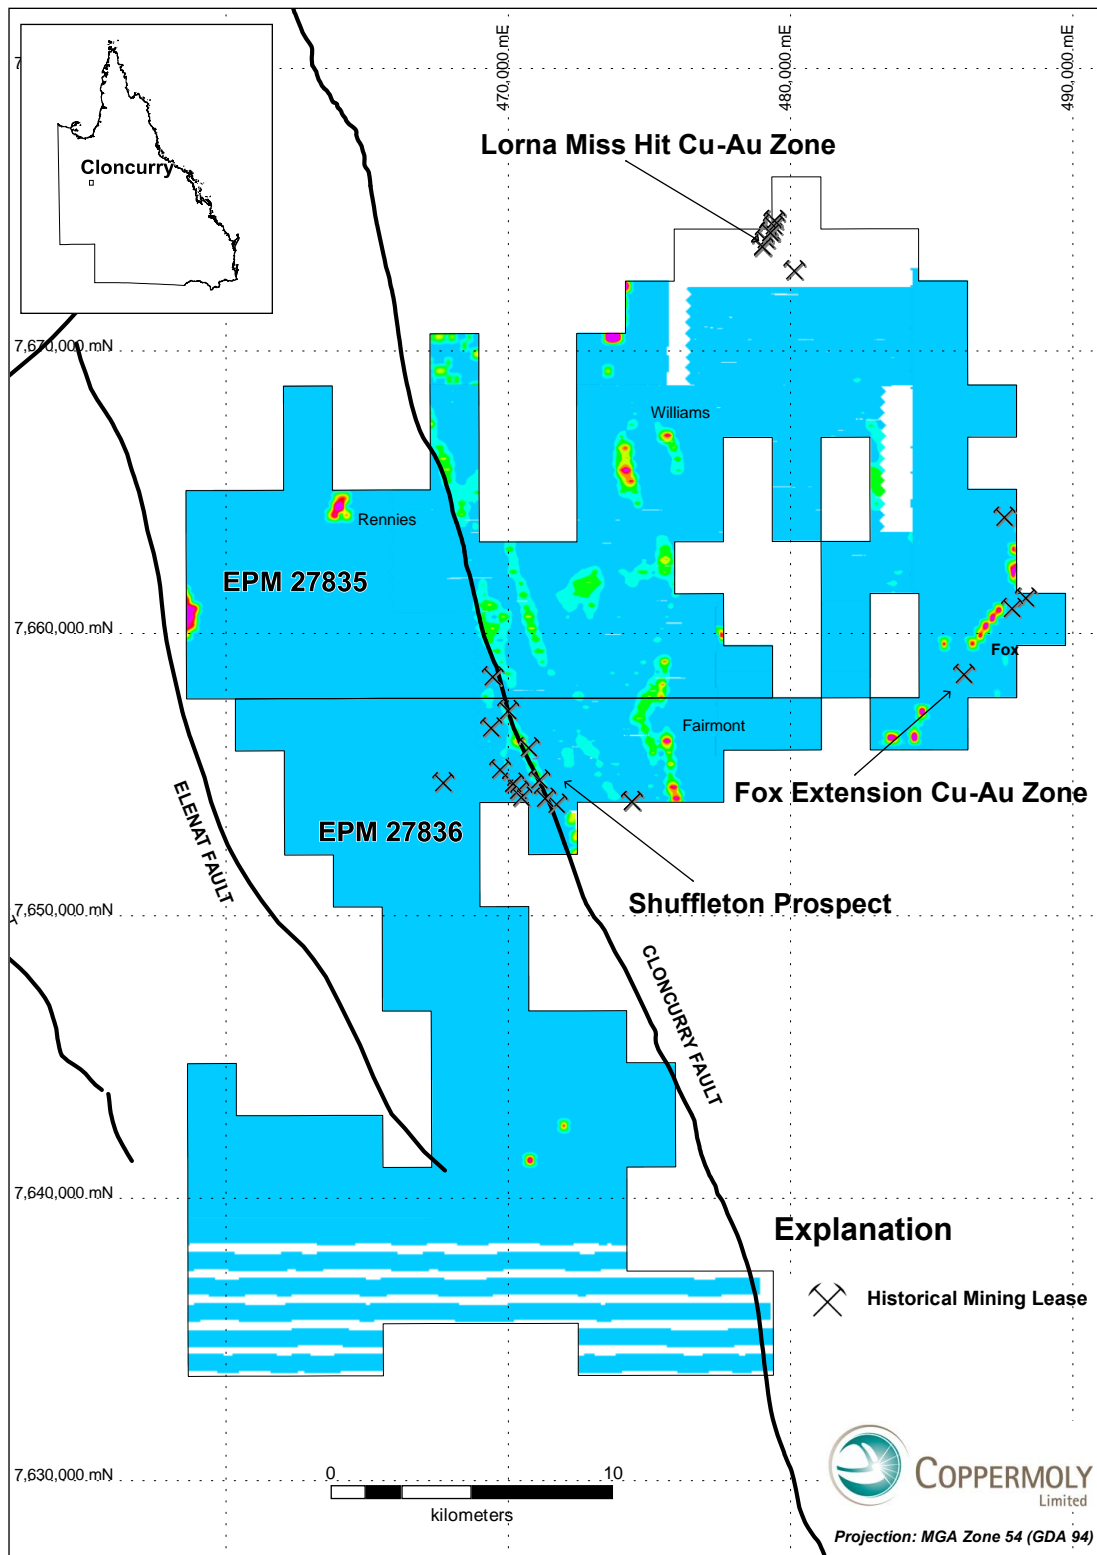 470,000.mE
480,000.mE
490,000.mE
Cloncurry
Lorna Miss Hit Cu-Au Zone
7,670,000.mN
Williams
Rennies
EPM 27835
7,660,000.mN
Fox
Fairmont
Fox Extension Cu-Au Zone
EPM 27836
ELENAT FAULT
Shuffleton Prospect
7,650,000.mN
CLONCURRY FAULT
7,640,000.mN
Explanation
Historical Mining Lease
7,630,000.mN
0
10
kilometers
COPPERMOLY
Limited
Projection: MGA Zone 54 (GDA 94)